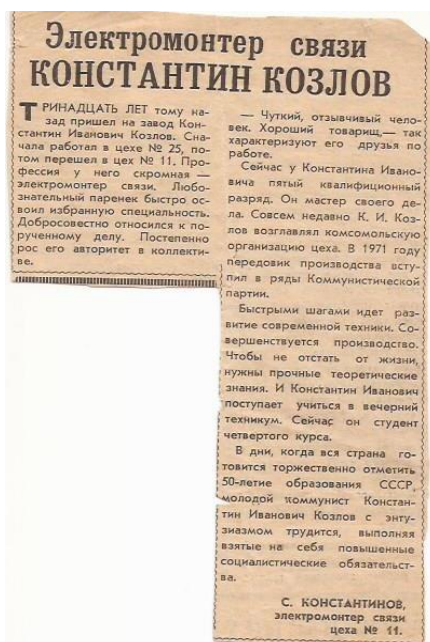 Электромонтер связи
КОНСТАНТИН КОЗЛОВ
ТРИНАДЦАТЬ ЛЕТ тому на-
зад пришел на завод Кон-
стантин Иванович Козлов. Сна-
чала работал в цехе № 25, по-
том перешел в цех № 11. Про-
фессия у него скромная —
электромонтер связи. Любо-
знательный паренек быстро ос-
воил избранную специальность.
Добросовестно относился к по-
рученному делу. Постепенно
рос его авторитет в коллекти-
ве.
— Чуткий, отзывчивый чело-
век. Хороший товарищ,— так
характеризуют его друзья по
работе.
Сейчас у Константина Ивано-
вича пятый квалификационный
разряд. Он мастер своего де-
ла. Совсем недавно К. И. Коз-
лов возглавлял комсомольскую
организацию цеха. В 1971 году
передовик производства всту-
пил в ряды Коммунистической
партии.
Быстрыми шагами идет раз-
витие современной техники. Со-
вершенствуется производство.
Чтобы не отстать от жизни,
нужны прочные теоретические
знания. И Константин Иванович
поступает учиться в вечерний
техникум. Сейчас он студент
четвертого курса.
В дни, когда вся страна го-
товится торжественно отметить
50-летие образования СССР,
молодой коммунист Констан-
тин Иванович Козлов с энту-
зиазмом трудится, выполняя
взятые на себя повышенные
социалистические обязательст-
ва.
С. КОНСТАНТИНОВ,
электромонтер связи
цеха № 11.